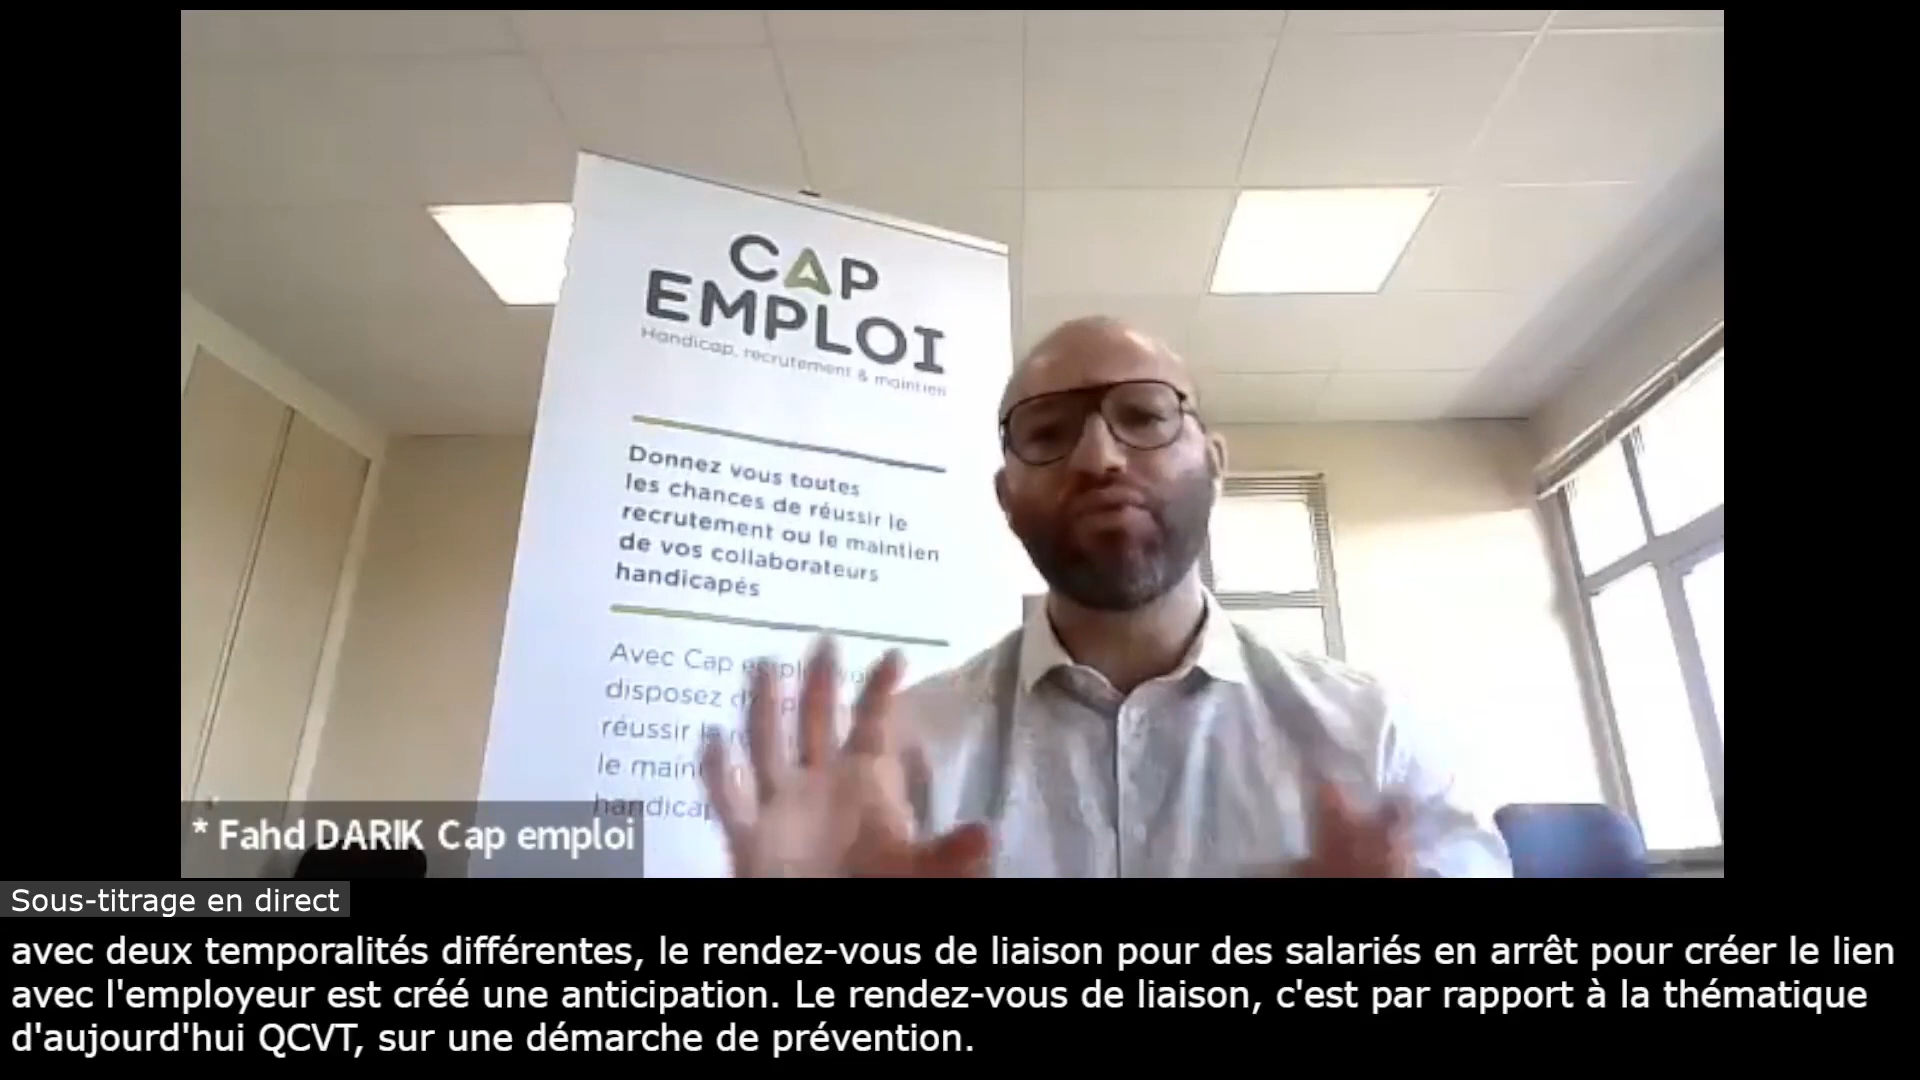 CAP
EMPLOI
Handicap, recrutement & maintien
Donnez vous toutes
les chances de réussir le
recrutement ou le maintien
de vos collaborateurs
handicapés
Avec Cap emploi
disposez
réussir
le
* Fahd DARIK Cap emploi
Sous-titrage en direct
avec deux temporalités différentes, le rendez-vous de liaison pour des salariés en arrêt pour créer le lien
avec l'employeur est créé une anticipation. Le rendez-vous de liaison, c'est par rapport à la thématique
d'aujourd'hui QCVT, sur une démarche de prévention.